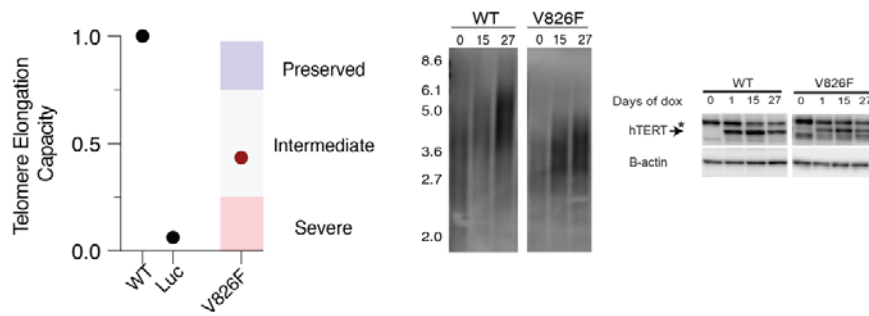 Telomere Elongation
Capacity
1.0
0.5
0.0
WT
Luc
V826F
Preserved
Intermediate
Severe
WT V826F
0 15 27 0 15 27
8.6
6.1
5.0
3.6
2.7
2.0
WT V826F
Days of dox 0 1 15 27 0 1 15 27
hTERT *
B-actin